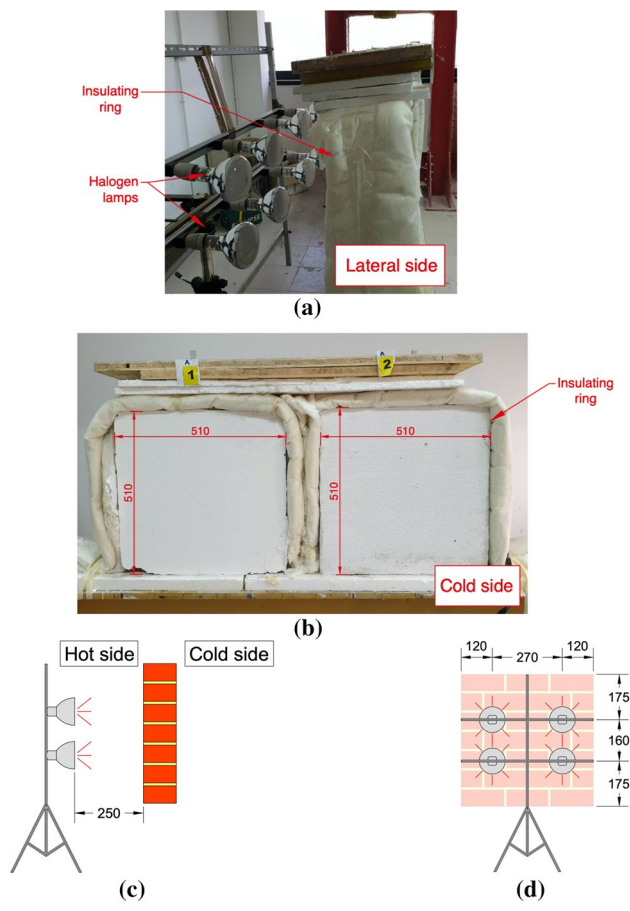 Insulating
ring
Halogen
lamps
Lateral side
(a)
A
1
A
2
Insulating
ring
510
510
510
510
Cold side
(b)
Hot side
Cold side
250
(c)
120
270
120
175
160
175
(d)